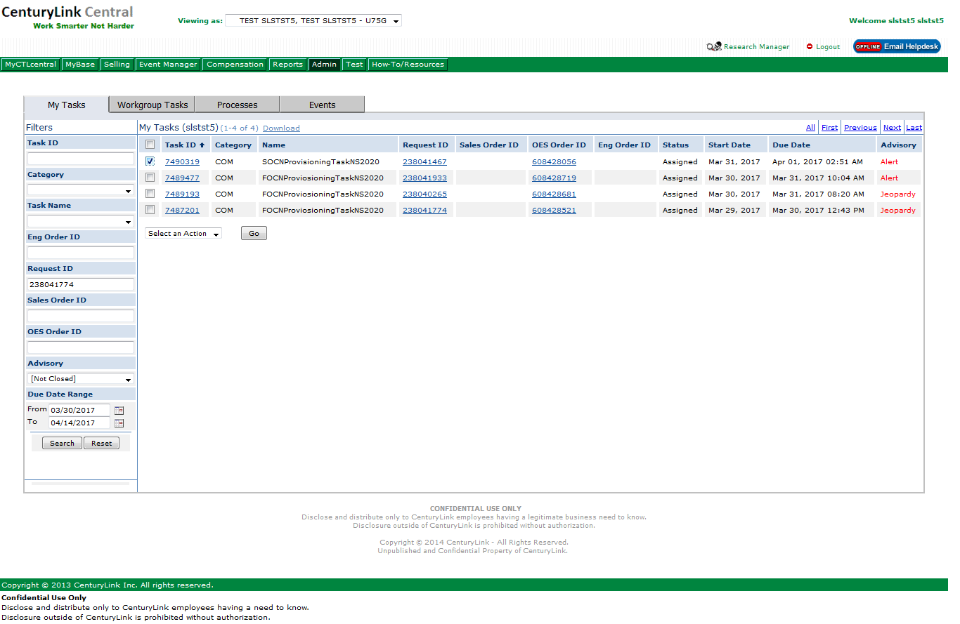 CenturyLink Central
Work Smarter Not Harder
Viewing as: TEST SLSTST5, TEST SLSTST5 - U75G
Welcome slstst5 slstst5
Research Manager Logout OFFLINE Email Helpdesk
MyCTLcentral MyBase Selling Event Manager Compensation Reports Admin Test How-To/Resources
My Tasks Workgroup Tasks Processes Events
Filters
Task ID
Category
Task Name
Eng Order ID
Request ID
238041774
Sales Order ID
OES Order ID
Advisory
[Not Closed]
Due Date Range
From 03/30/2017
To 04/14/2017
Search Reset
My Tasks (slstst5) (1-4 of 4) Download All First Previous Next Last
Task ID Category Name Request ID Sales Order ID OES Order ID Eng Order ID Status Start Date Due Date Advisory
7490319 COM SOCNProvisioningTaskNS2020 238041467 608428056 Assigned Mar 31, 2017 Apr 01, 2017 02:51 AM Alert
7489477 COM FOCNProviosioningTaskNS2020 238041933 608428719 Assigned Mar 30, 2017 Mar 31, 2017 10:04 AM Alert
7489193 COM FOCNProviosioningTaskNS2020 238040265 608428681 Assigned Mar 30, 2017 Mar 31, 2017 08:20 AM Jeopardy
7487201 COM FOCNProviosioningTaskNS2020 238041774 608428521 Assigned Mar 29, 2017 Mar 30, 2017 12:43 PM Jeopardy
Select an Action Go
CONFIDENTIAL USE ONLY
Disclose and distribute only to CenturyLink employees having a legitimate business need to know.
Disclosure outside of CenturyLink is prohibited without authorization.
Copyright © 2014 CenturyLink - All Rights Reserved.
Unpublished and Confidential Property of CenturyLink.
Copyright © 2013 CenturyLink Inc. All rights reserved.
Confidential Use Only
Disclose and distribute only to CenturyLink employees having a need to know.
Disclosure outside of CenturyLink is prohibited without authorization.